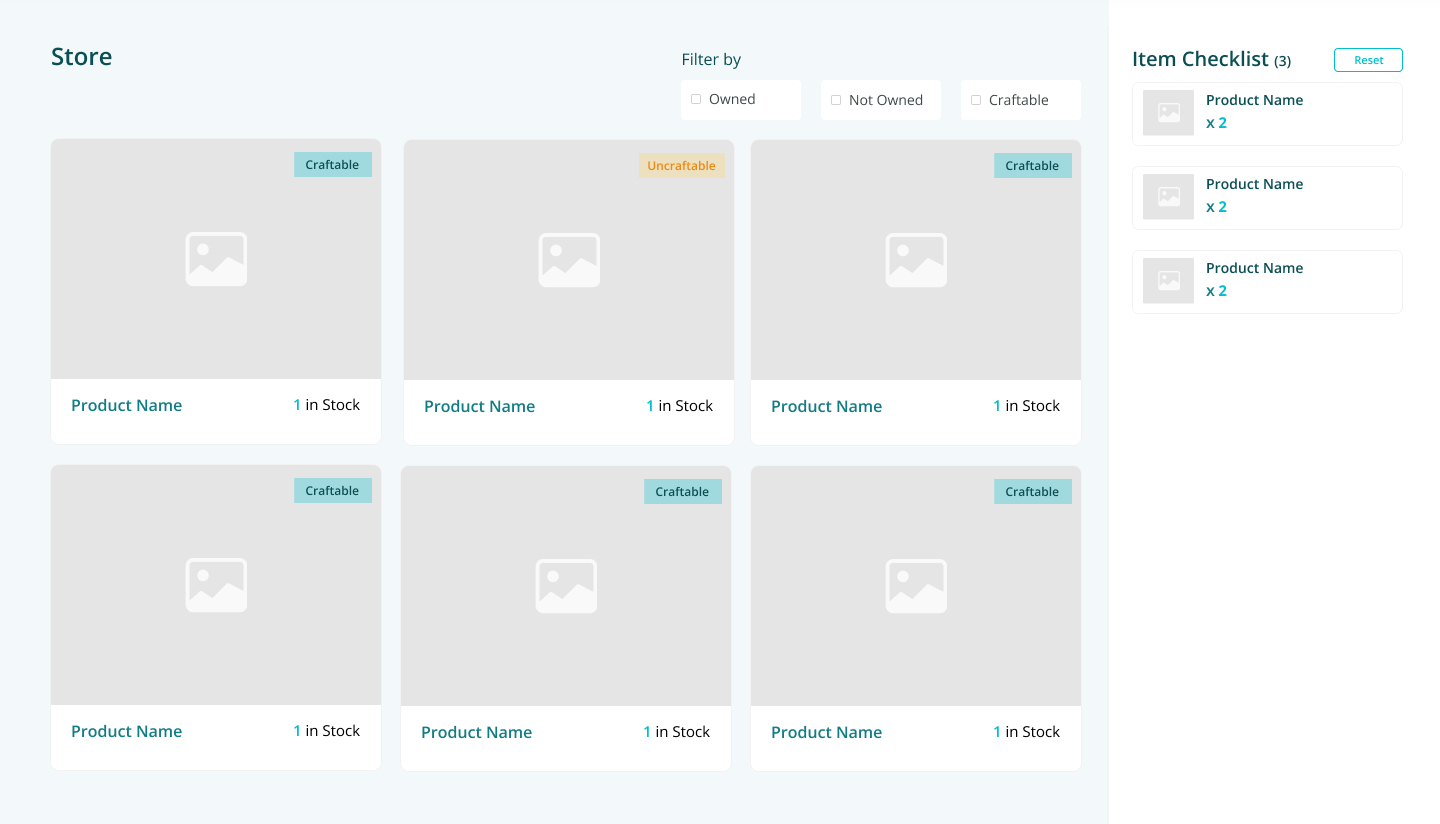 Store
Filter by
Owned
Not Owned
Craftable
Craftable
Uncraftable
Craftable
Product Name
1 in Stock
Product Name
1 in Stock
Product Name
1 in Stock
Craftable
Craftable
Craftable
Product Name
1 in Stock
Product Name
1 in Stock
Product Name
1 in Stock
Item Checklist (3)
Reset
Product Name
x 2
Product Name
x 2
Product Name
x 2